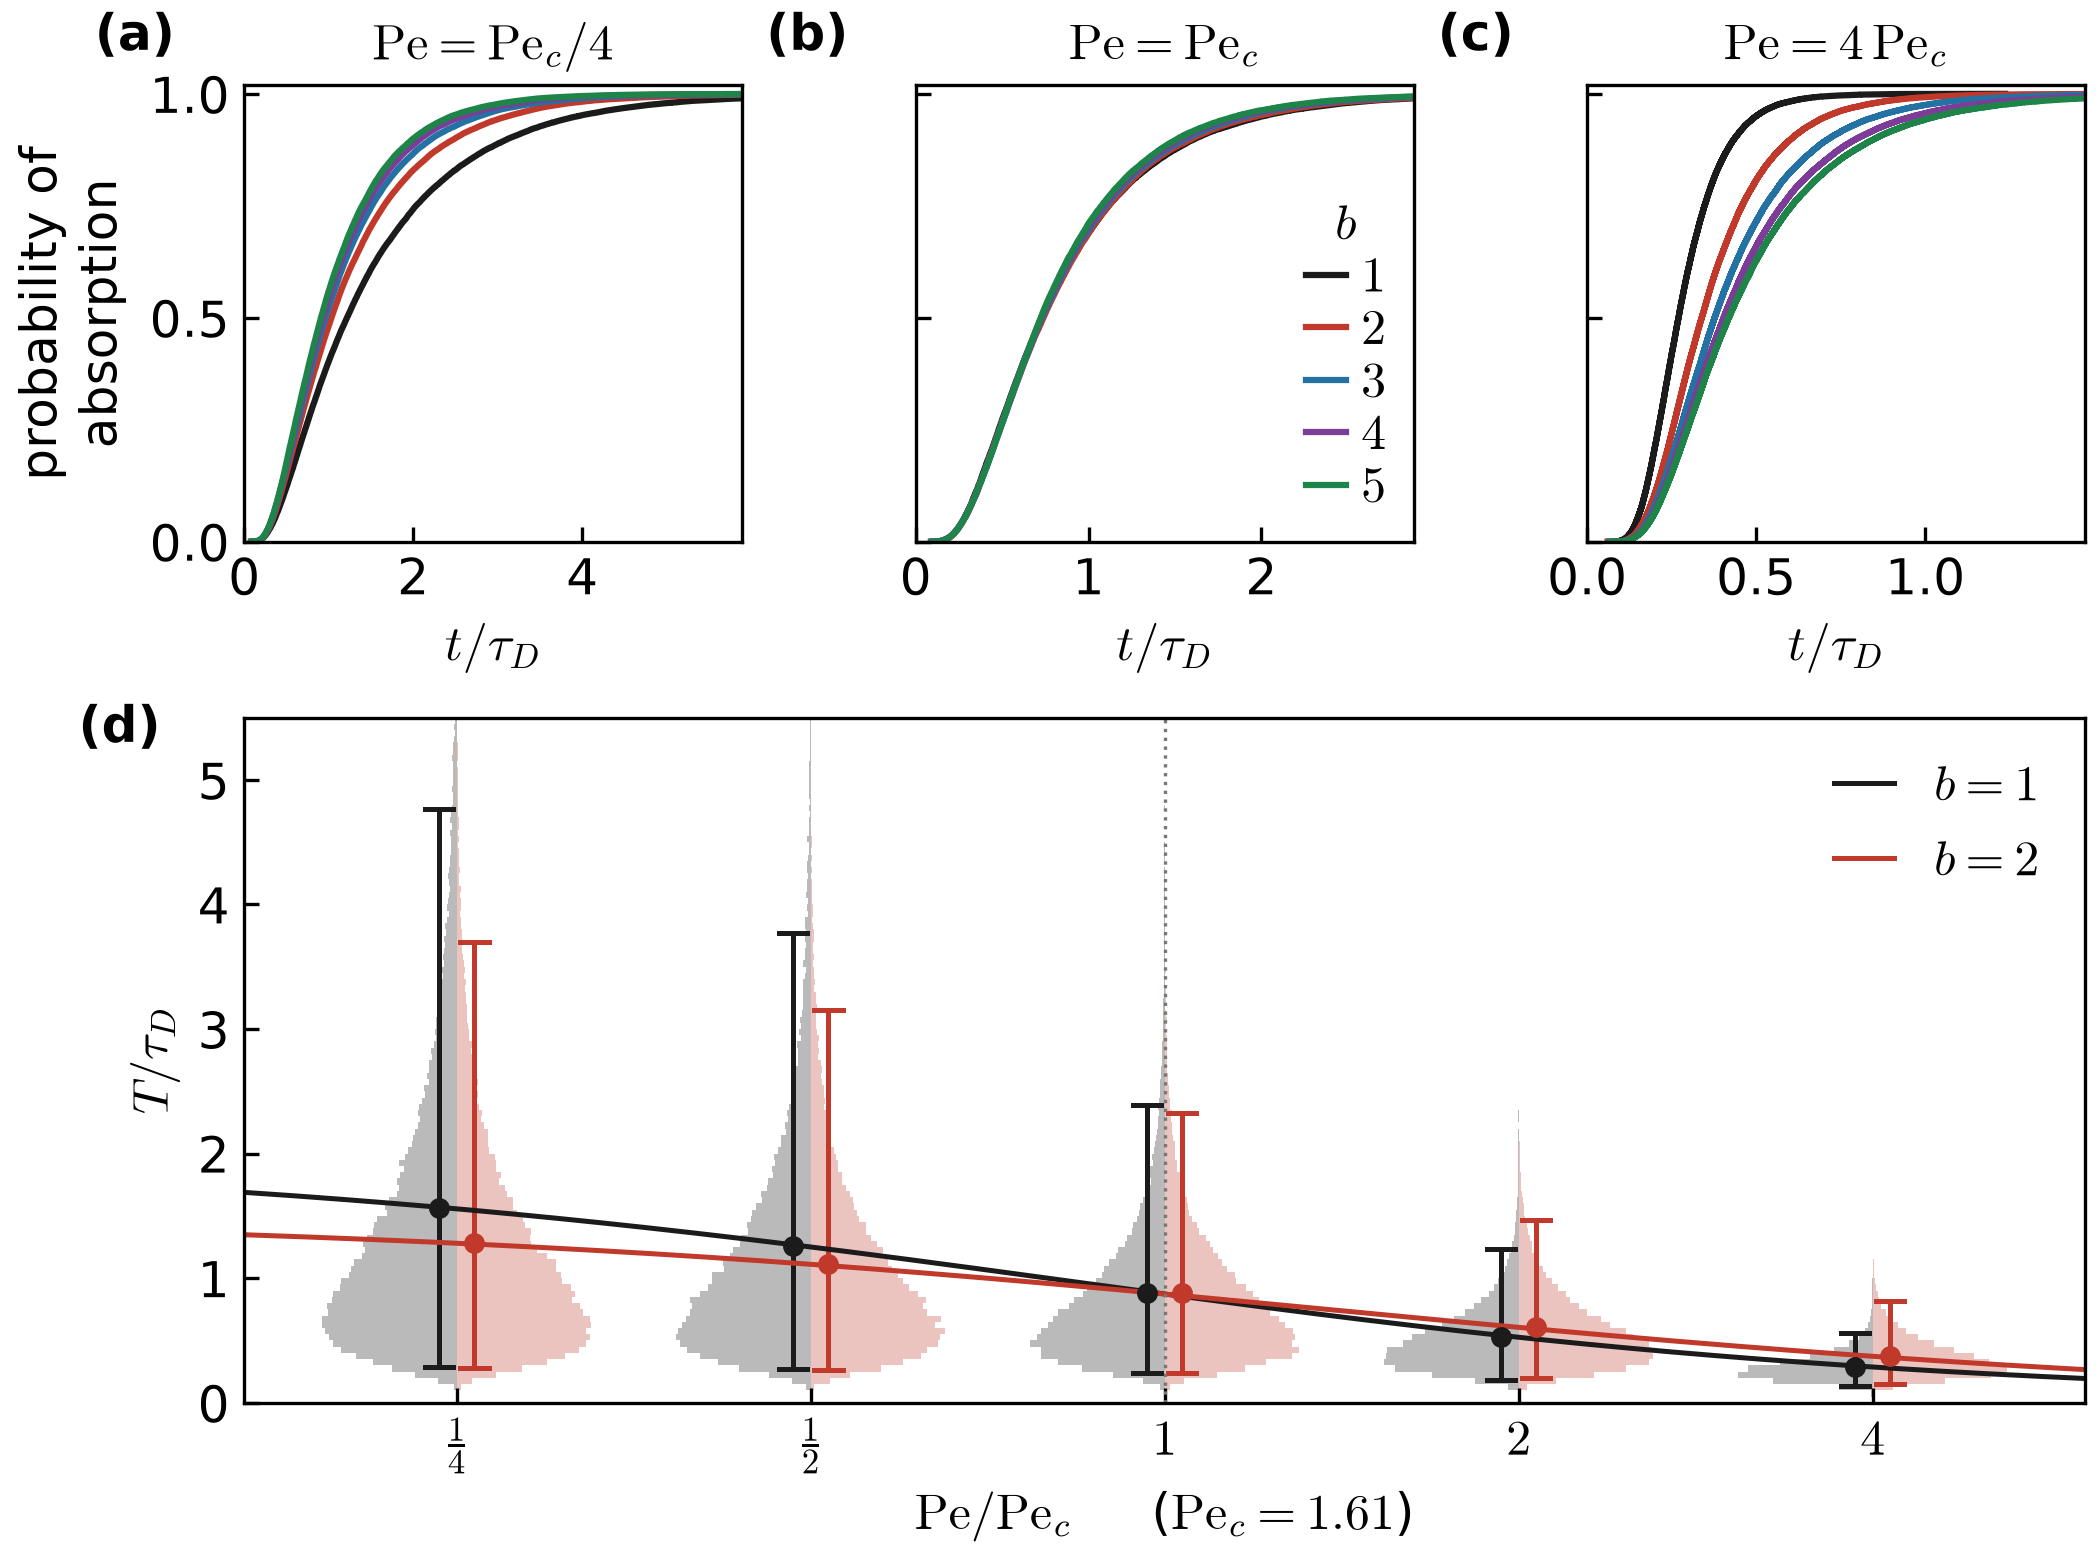 (a)
Pe = Pe_c/4
(b)
Pe = Pe_c
(c)
Pe = 4 Pe_c
probability of
absorption
1.0
0.5
0.0
0 2 4
t/τ_D
b
1
2
3
4
5
0 1 2
t/τ_D
0.0 0.5 1.0
t/τ_D
(d)
T/τ_D
5
4
3
2
1
0
b = 1
b = 2
1/4 1/2 1 2 4
Pe/Pe_c (Pe_c = 1.61)